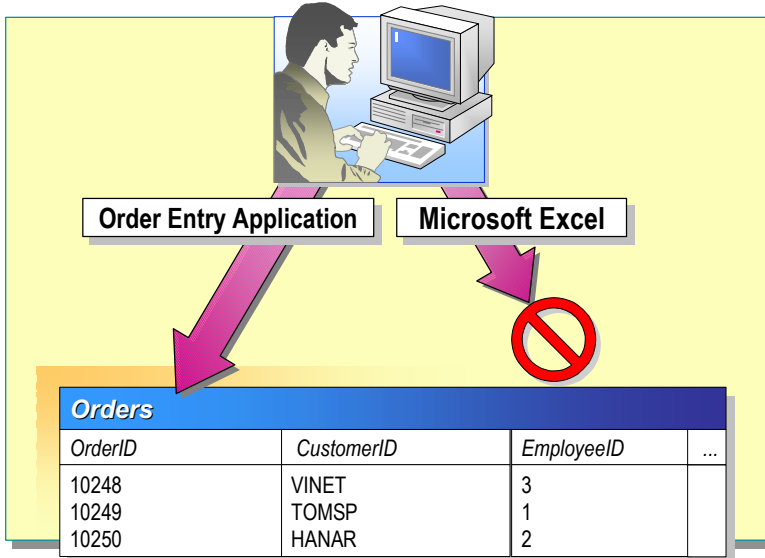 Order Entry Application
Microsoft Excel
Orders
OrderID CustomerID EmployeeID ...
10248 VINET 3
10249 TOMSP 1
10250 HANAR 2